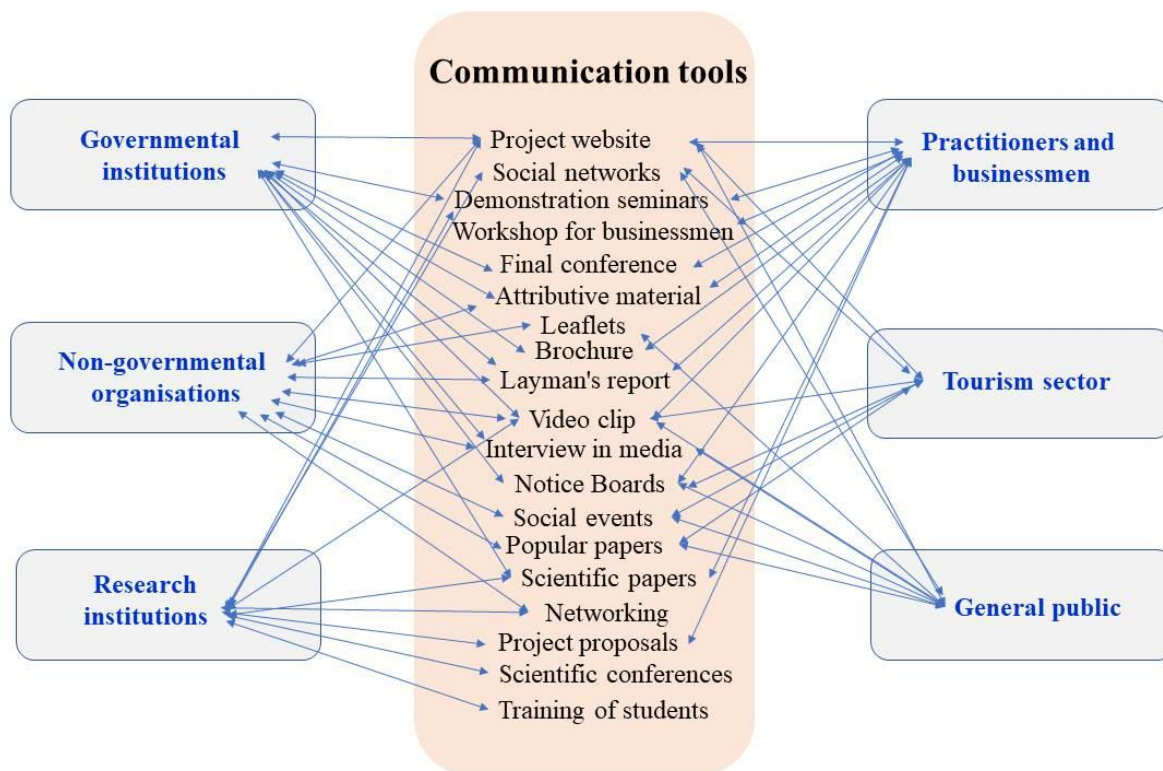 Communication tools
Governmental
institutions
Non-governmental
organisations
Research
institutions
Project website
Social networks
Demonstration seminars
Workshop for businessmen
Final conference
Attributive material
Leaflets
Brochure
Layman's report
Video clip
Interview in media
Notice Boards
Social events
Popular papers
Scientific papers
Networking
Project proposals
Scientific conferences
Training of students
Practitioners and
businessmen
Tourism sector
General public